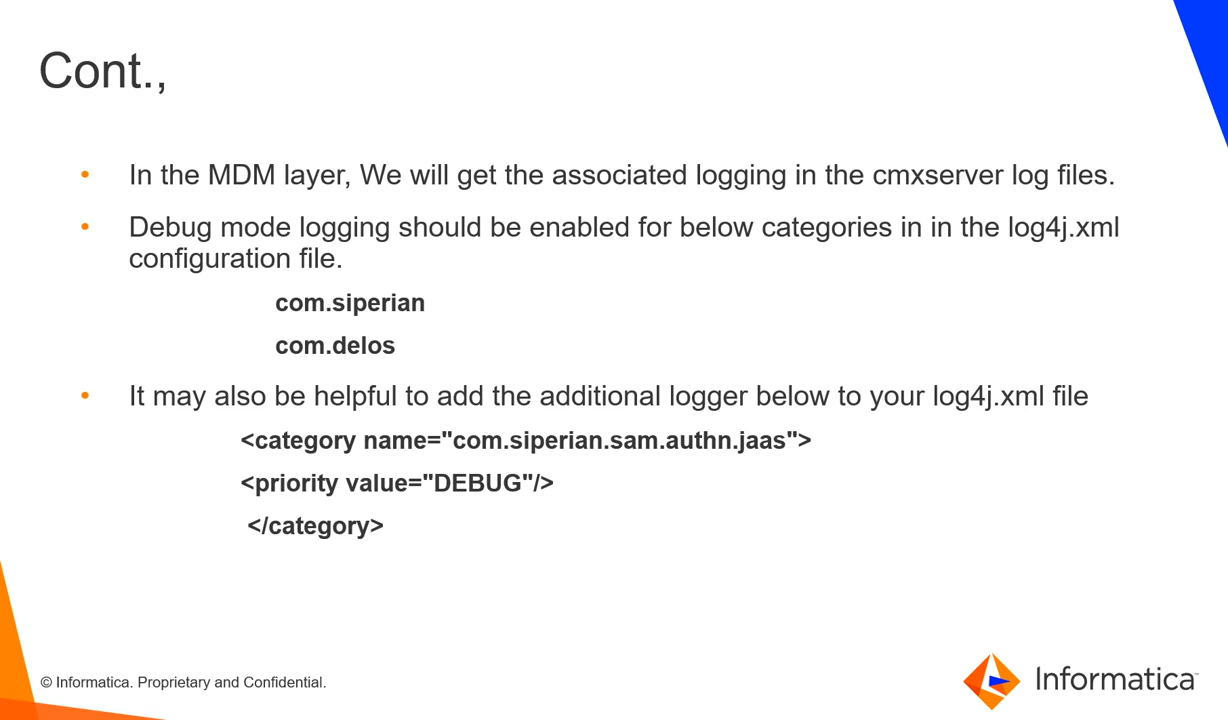 Cont.,
• In the MDM layer, We will get the associated logging in the cmxserver log files.
• Debug mode logging should be enabled for below categories in in the log4j.xml
configuration file.
com.siperian
com.delos
• It may also be helpful to add the additional logger below to your log4j.xml file
<category name="com.siperian.sam.authn.jaas">
<priority value="DEBUG"/>
</category>
© Informatica. Proprietary and Confidential.
Informatica™